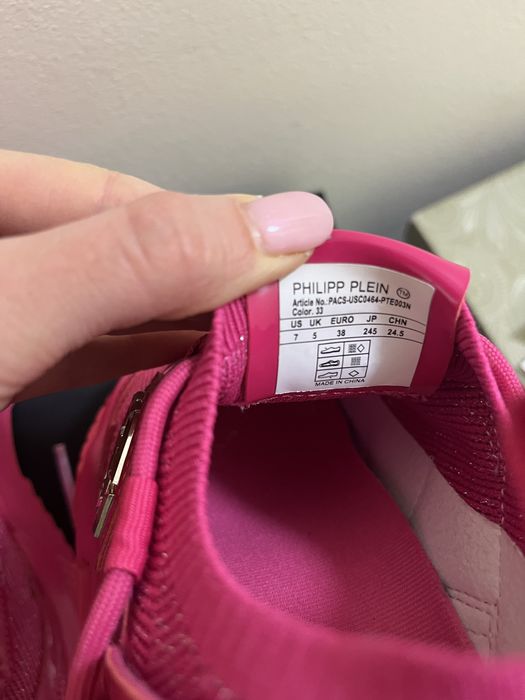 PHILIPP PLEIN TM
Article No.:PACS-USC0464-PTE003N
Color. 33
US UK EURO JP CHN
7 5 38 245 24.5
MADE IN CHINA